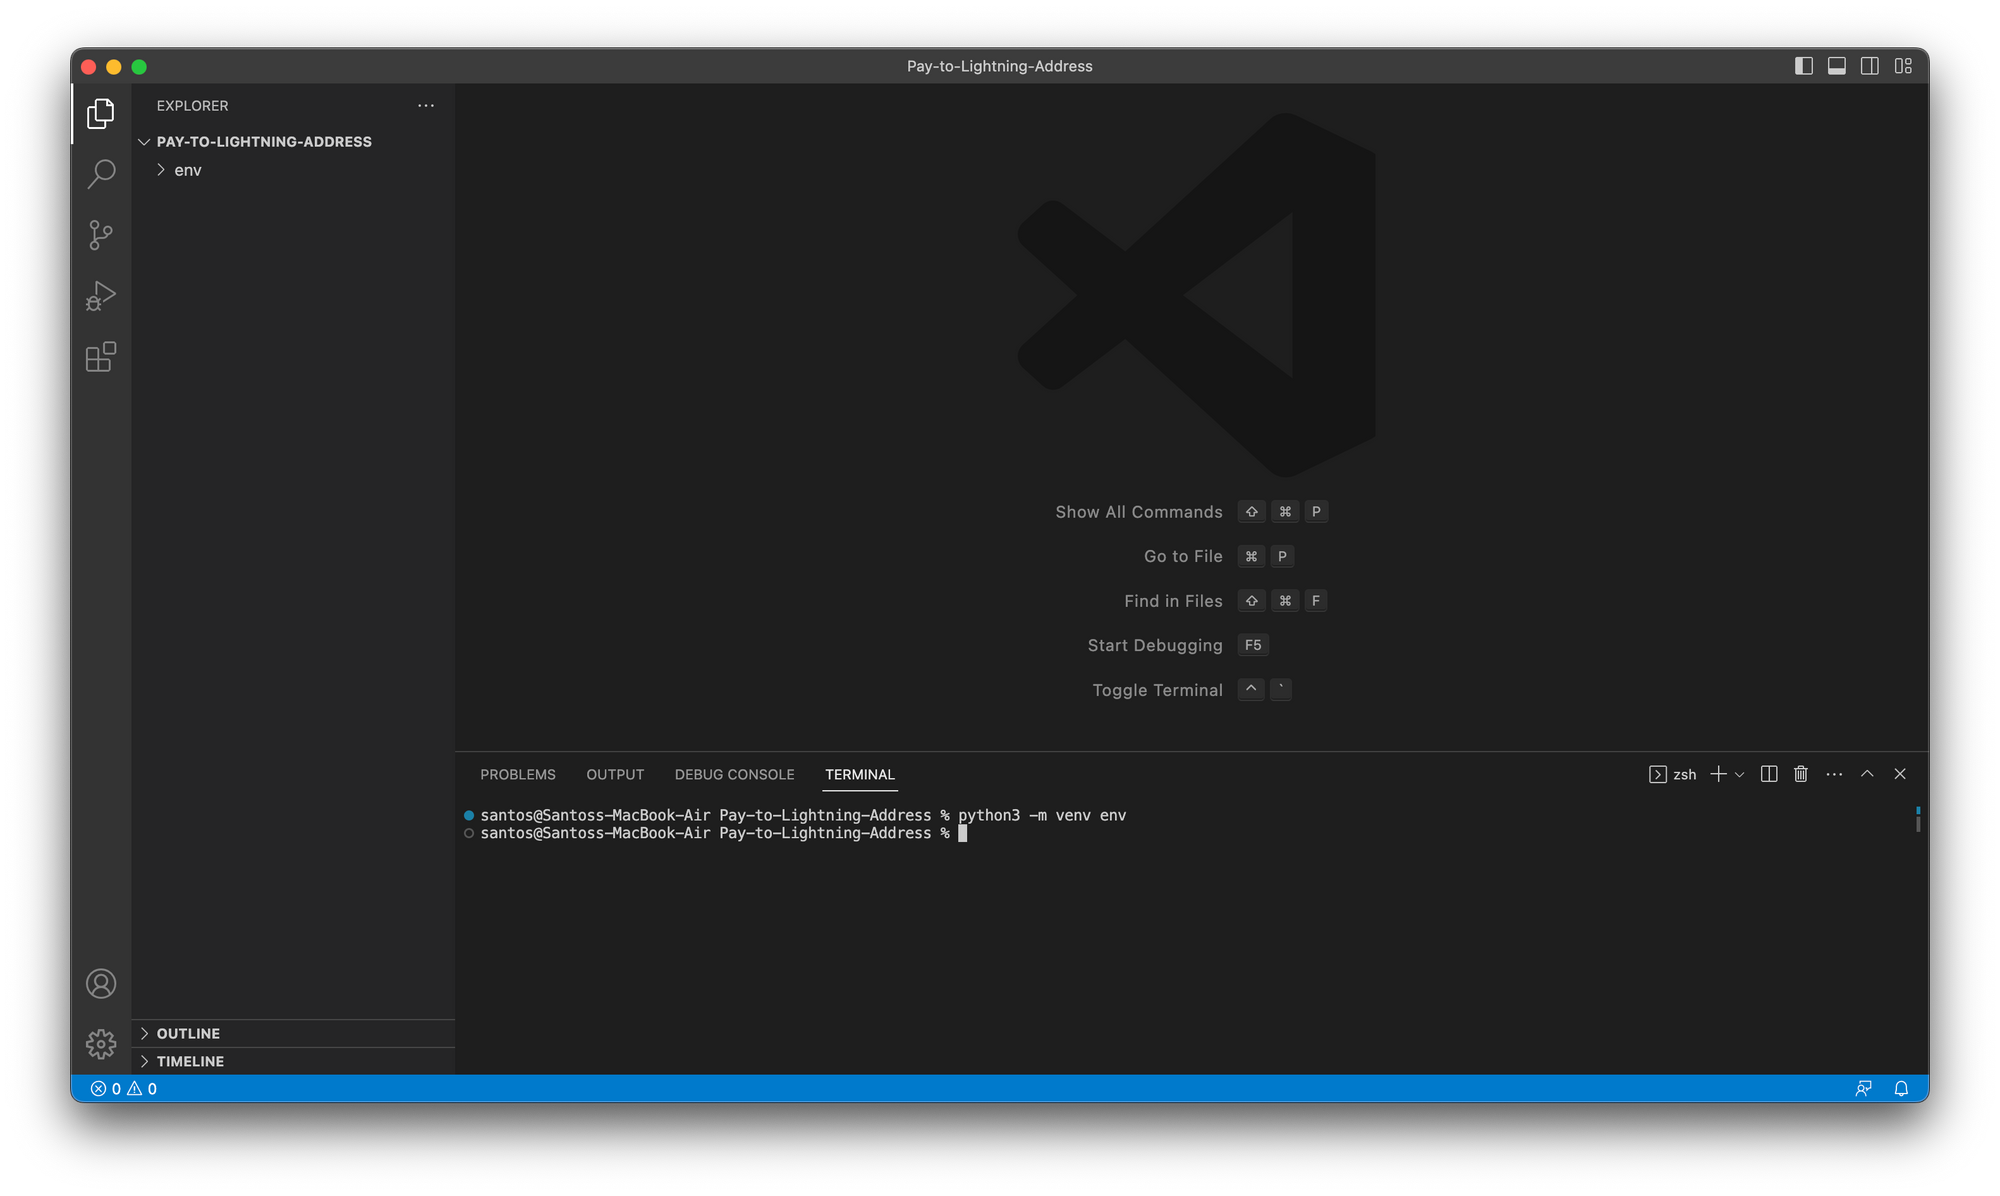 Pay-to-Lightning-Address
EXPLORER
PAY-TO-LIGHTNING-ADDRESS
env
Show All Commands ⇧ ⌘ P
Go to File ⌘ P
Find in Files ⇧ ⌘ F
Start Debugging F5
Toggle Terminal ^ `
PROBLEMS OUTPUT DEBUG CONSOLE TERMINAL zsh
santos@Santoss-MacBook-Air Pay-to-Lightning-Address % python3 -m venv env
santos@Santoss-MacBook-Air Pay-to-Lightning-Address %
OUTLINE
TIMELINE
0 0